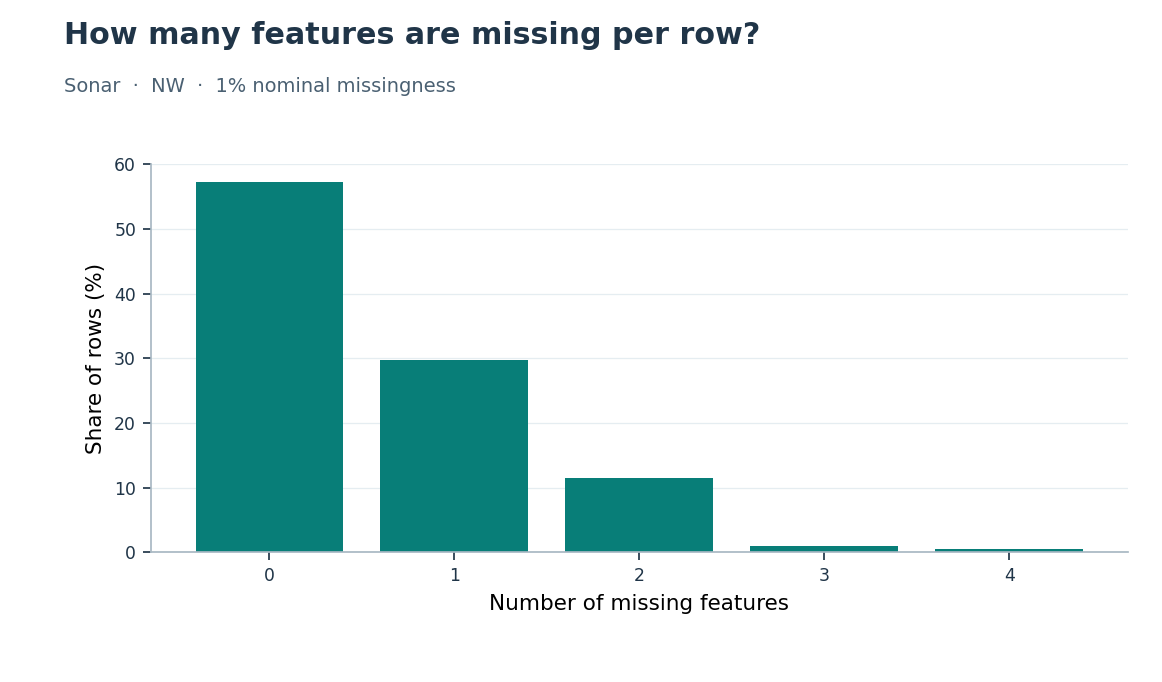 How many features are missing per row?
Sonar · NW · 1% nominal missingness
60
50
40
30
20
10
0
Share of rows (%)
0 1 2 3 4
Number of missing features